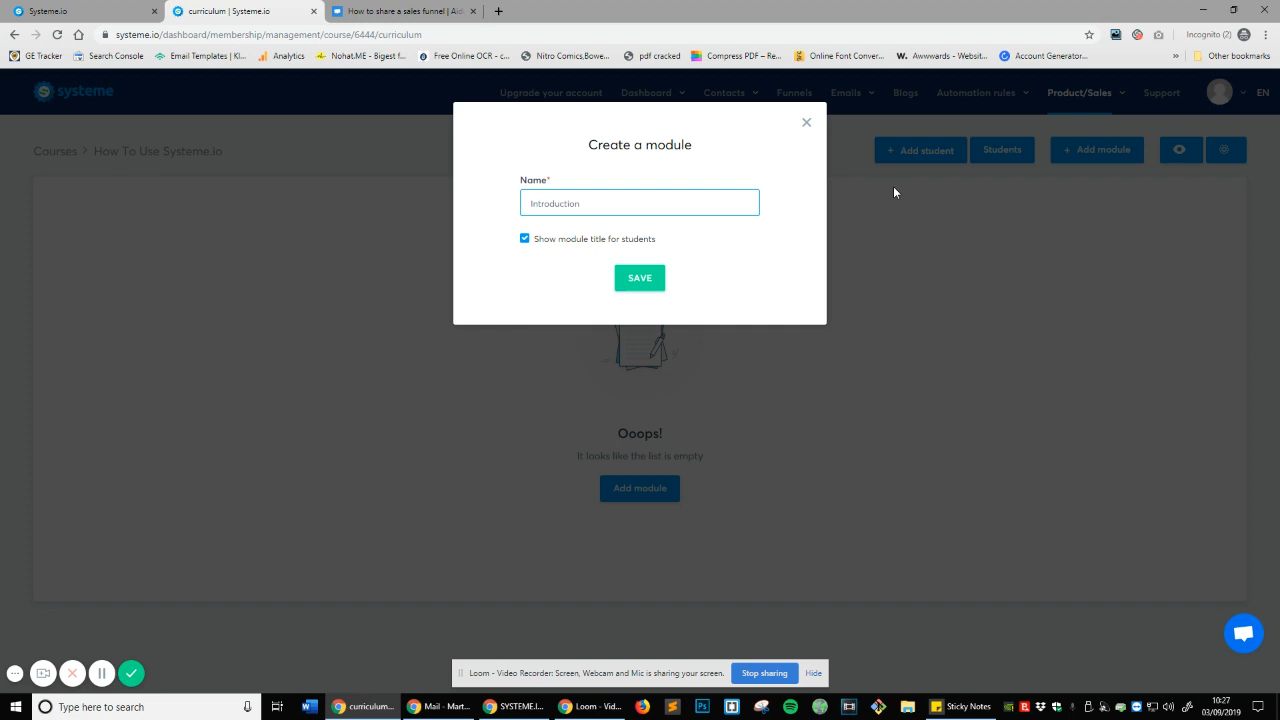 Systeme.io
curriculum | Systeme.io
How to share a sales funnel | Aid
systeme.io/dashboard/membership/management/course/6444/curriculum
Incognito (2)
GE Tracker
Search Console
Email Templates | Kl...
Analytics
Nohat.ME - Bigest f...
Free Online OCR - c...
Nitro Comics,Bowe...
pdf cracked
Compress PDF – Re...
Online Font Conver...
Awwwards - Websit...
Account Generator...
»
Other bookmarks
systeme
Upgrade your account
Dashboard
Contacts
Funnels
Emails
Blogs
Automation rules
Product/Sales
Support
EN
Courses > How To Use Systeme.io
+ Add student
Students
+ Add module
Create a module
Name*
Introduction
Show module title for students
SAVE
Ooops!
It looks like the list is empty
Add module
Loom - Video Recorder: Screen, Webcam and Mic is sharing your screen.
Stop sharing
Hide
Type here to search
curriculum...
Mail - Mart...
SYSTEME.I...
Loom - Vid...
Sticky Notes
10:27
03/09/2019